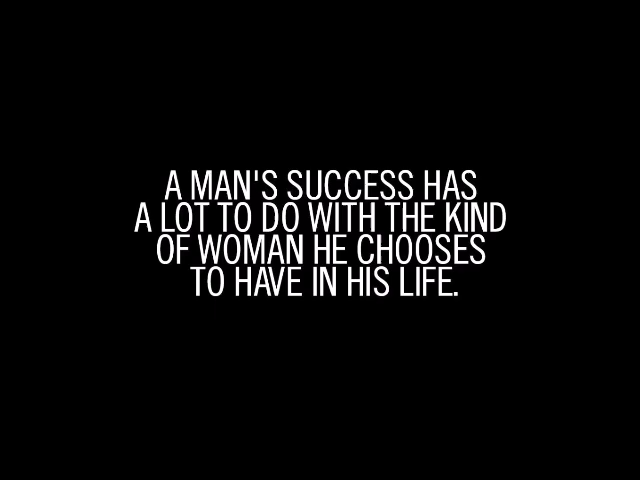 A MAN'S SUCCESS HAS
A LOT TO DO WITH THE KIND
OF WOMAN HE CHOOSES
TO HAVE IN HIS LIFE.